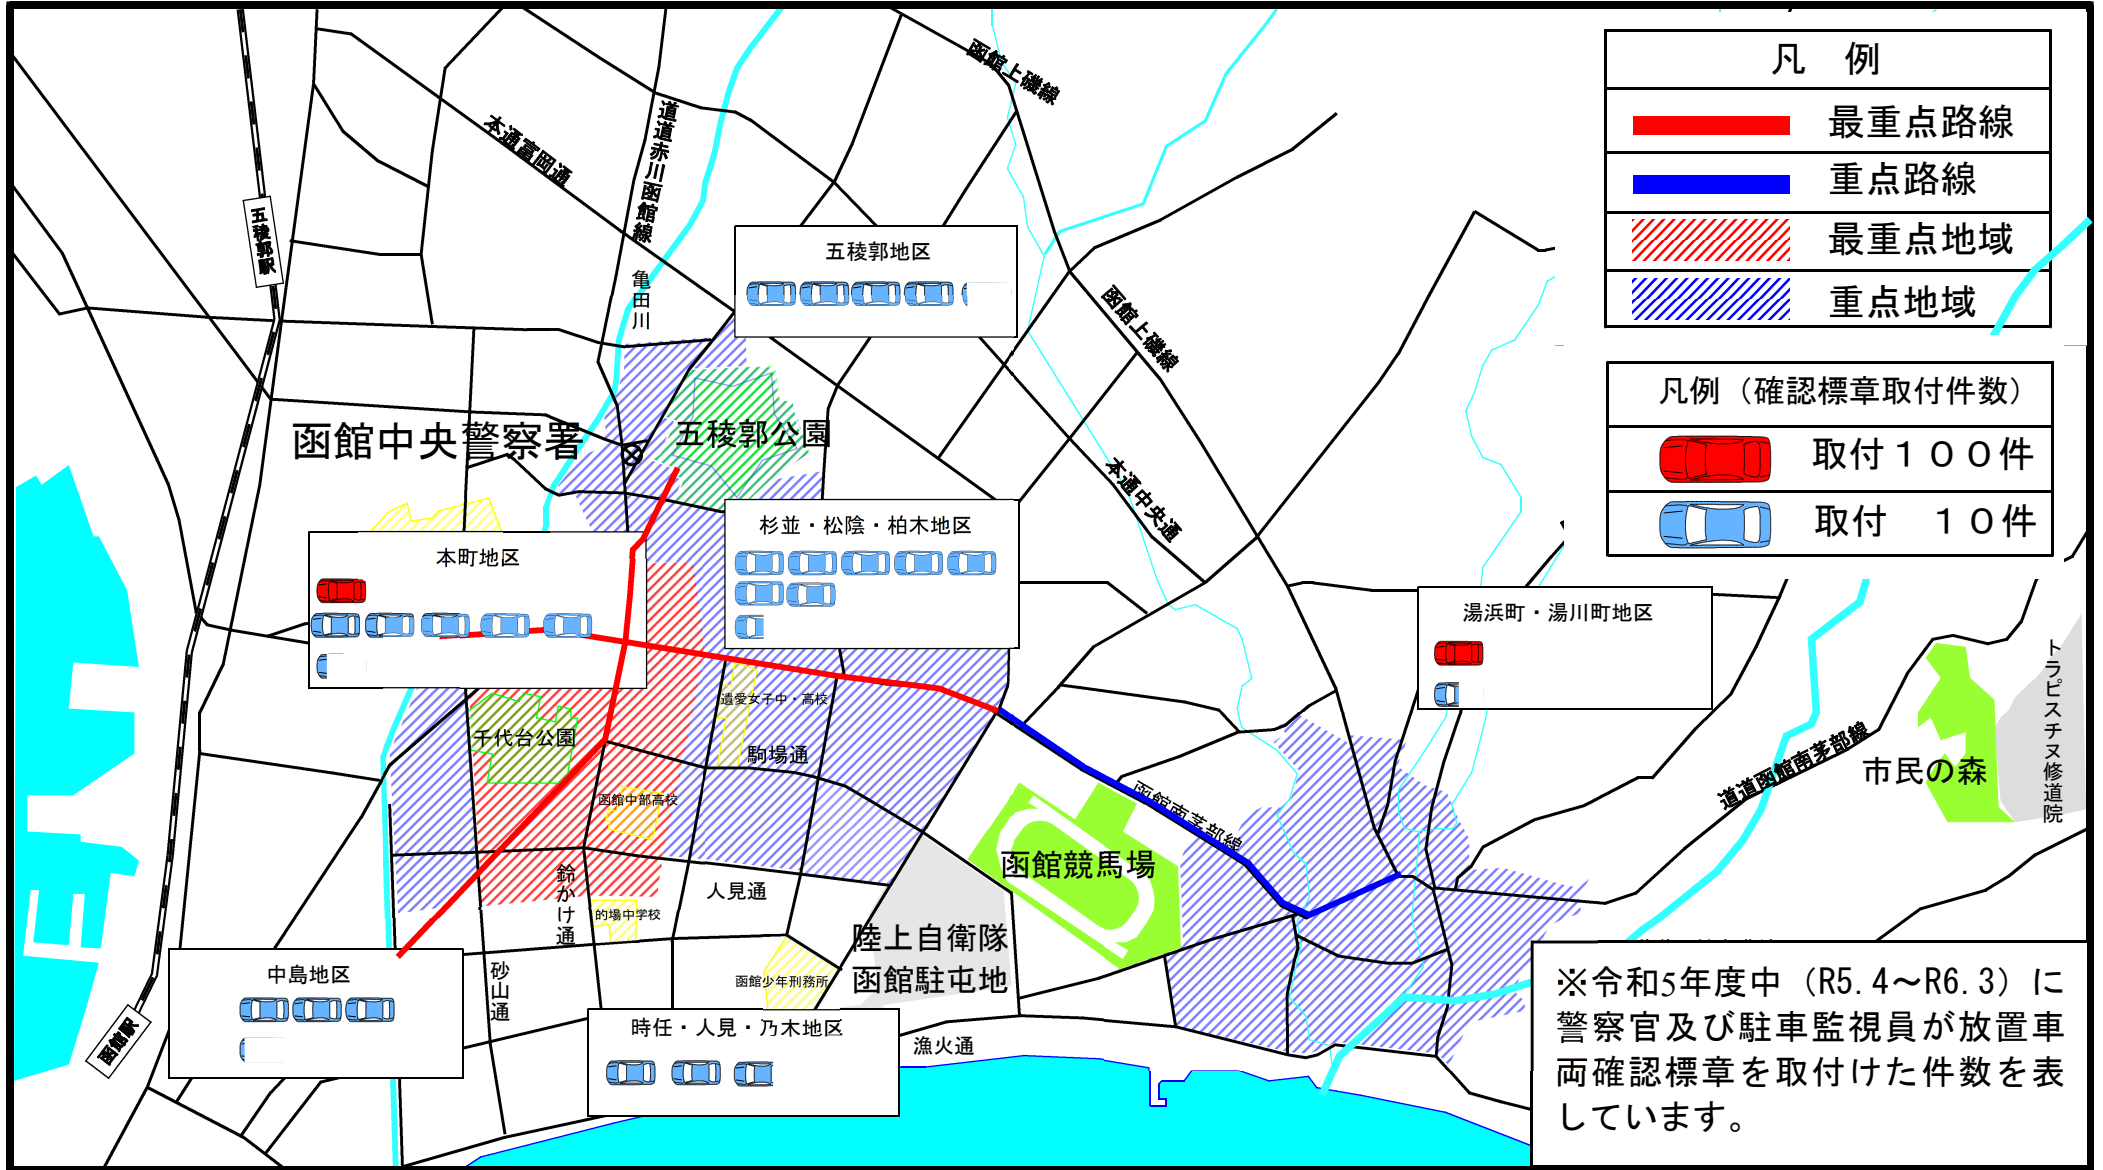 函館上磯線
本通富岡通
道道赤川函館線
五稜郭駅
亀田川
五稜郭地区
函館上磯線
函館中央警察署
五稜郭公園
本通中央通
本町地区
杉並・松陰・柏木地区
湯浜町・湯川町地区
遺愛女子中・高校
千代台公園
駒場通
函館中部高校
函館南茅部線
道道函館南茅部線
市民の森
トラピスチヌ修道院
函館競馬場
鈴かけ通
人見通
的場中学校
陸上自衛隊
函館駐屯地
中島地区
砂山通
函館少年刑務所
函館駅
時任・人見・乃木地区
漁火通
凡 例
最重点路線
重点路線
最重点地域
重点地域
凡例（確認標章取付件数）
取付１００件
取付　１０件
※令和5年度中（R5.4～R6.3）に
警察官及び駐車監視員が放置車
両確認標章を取付けた件数を表
しています。